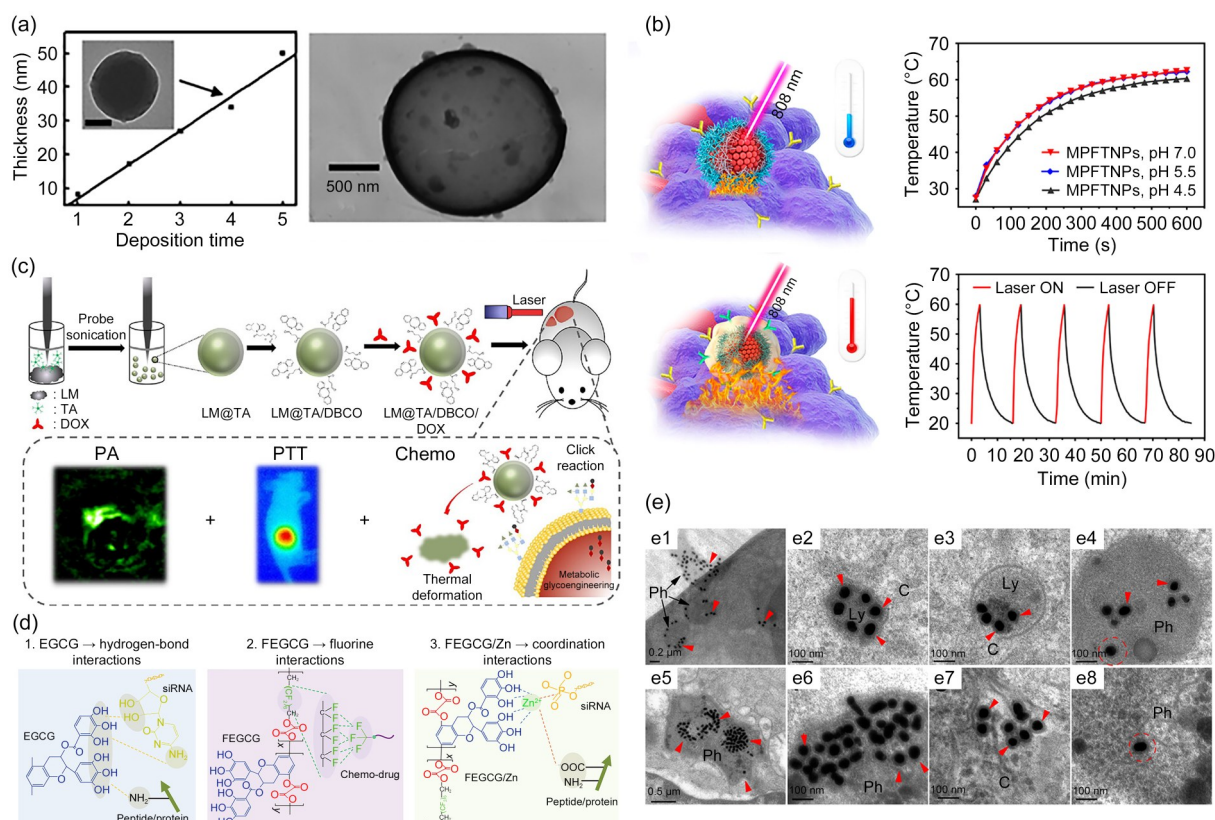 (a)
Thickness (nm)
50
40
30
20
10
1 2 3 4 5
Deposition time
500 nm
(b)
808 nm
Temperature (°C)
70
60
50
40
30
MPFTNPs, pH 7.0
MPFTNPs, pH 5.5
MPFTNPs, pH 4.5
0 100 200 300 400 500 600
Time (s)
808 nm
Temperature (°C)
70
60
50
40
30
20
Laser ON Laser OFF
0 10 20 30 40 50 60 70 80 90
Time (min)
(c)
Probe
sonication
: LM
: TA
: DOX
LM@TA
LM@TA/DBCO
LM@TA/DBCO/
DOX
Laser
PA
+
PTT
+
Chemo
Click
reaction
Thermal
deformation
Metabolic
glycoengineering
(d)
1. EGCG → hydrogen-bond
interactions
siRNA
EGCG
NH2
Peptide/protein
2. FEGCG → fluorine
interactions
FEGCG
Chemo-drug
3. FEGCG/Zn → coordination
interactions
siRNA
Zn2+
FEGCG/Zn
OOC
NH2
Peptide/protein
(e)
e1
Ph
0.2 μm
e2
Ly
C
100 nm
e3
Ly
C
100 nm
e4
Ph
100 nm
e5
Ph
0.5 μm
e6
Ph
100 nm
e7
C
100 nm
e8
Ph
100 nm